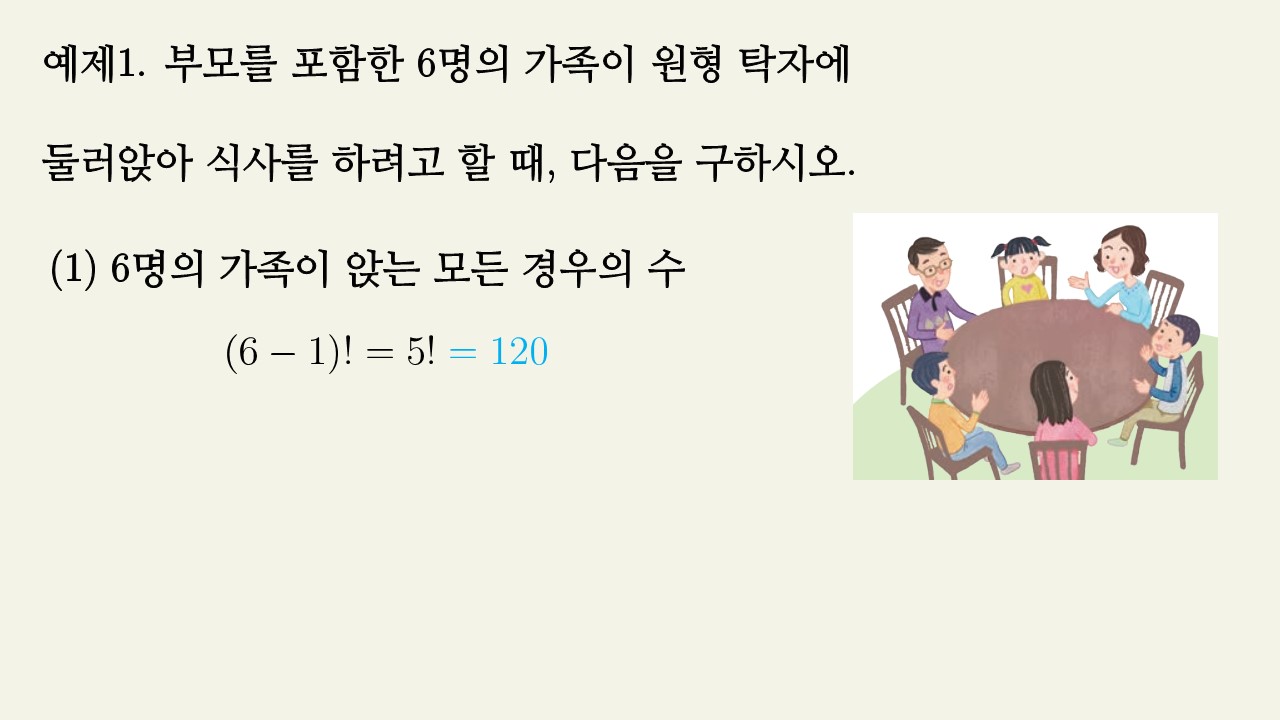 예제1. 부모를 포함한 6명의 가족이 원형 탁자에
둘러앉아 식사를 하려고 할 때, 다음을 구하시오.
(1) 6명의 가족이 앉는 모든 경우의 수
(6 − 1)! = 5! = 120